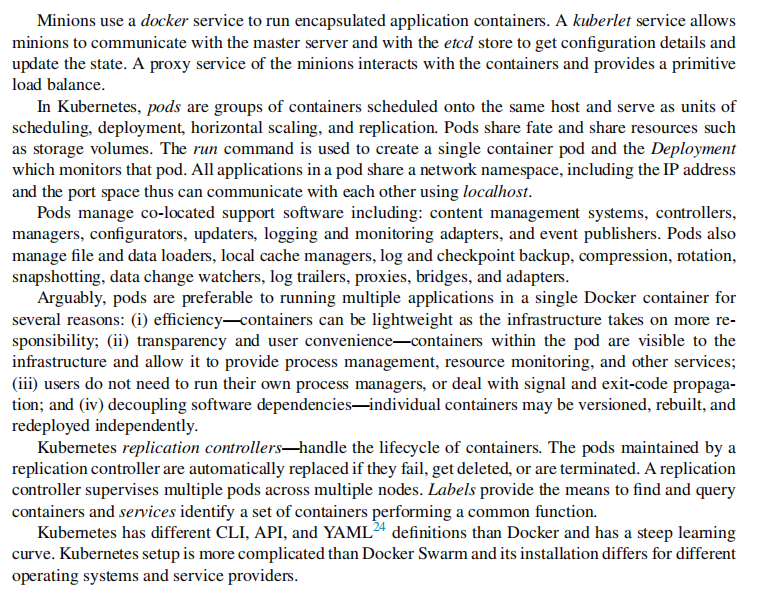 Minions use a docker service to run encapsulated application containers. A kuberlet service allows
minions to communicate with the master server and with the etcd store to get configuration details and
update the state. A proxy service of the minions interacts with the containers and provides a primitive
load balance.
In Kubernetes, pods are groups of containers scheduled onto the same host and serve as units of
scheduling, deployment, horizontal scaling, and replication. Pods share fate and share resources such
as storage volumes. The run command is used to create a single container pod and the Deployment
which monitors that pod. All applications in a pod share a network namespace, including the IP address
and the port space thus can communicate with each other using localhost.
Pods manage co-located support software including: content management systems, controllers,
managers, configurators, updaters, logging and monitoring adapters, and event publishers. Pods also
manage file and data loaders, local cache managers, log and checkpoint backup, compression, rotation,
snapshotting, data change watchers, log trailers, proxies, bridges, and adapters.
Arguably, pods are preferable to running multiple applications in a single Docker container for
several reasons: (i) efficiency—containers can be lightweight as the infrastructure takes on more re-
sponsibility; (ii) transparency and user convenience—containers within the pod are visible to the
infrastructure and allow it to provide process management, resource monitoring, and other services;
(iii) users do not need to run their own process managers, or deal with signal and exit-code propaga-
tion; and (iv) decoupling software dependencies—individual containers may be versioned, rebuilt, and
redeployed independently.
Kubernetes replication controllers—handle the lifecycle of containers. The pods maintained by a
replication controller are automatically replaced if they fail, get deleted, or are terminated. A replication
controller supervises multiple pods across multiple nodes. Labels provide the means to find and query
containers and services identify a set of containers performing a common function.
Kubernetes has different CLI, API, and YAML24 definitions than Docker and has a steep learning
curve. Kubernetes setup is more complicated than Docker Swarm and its installation differs for different
operating systems and service providers.